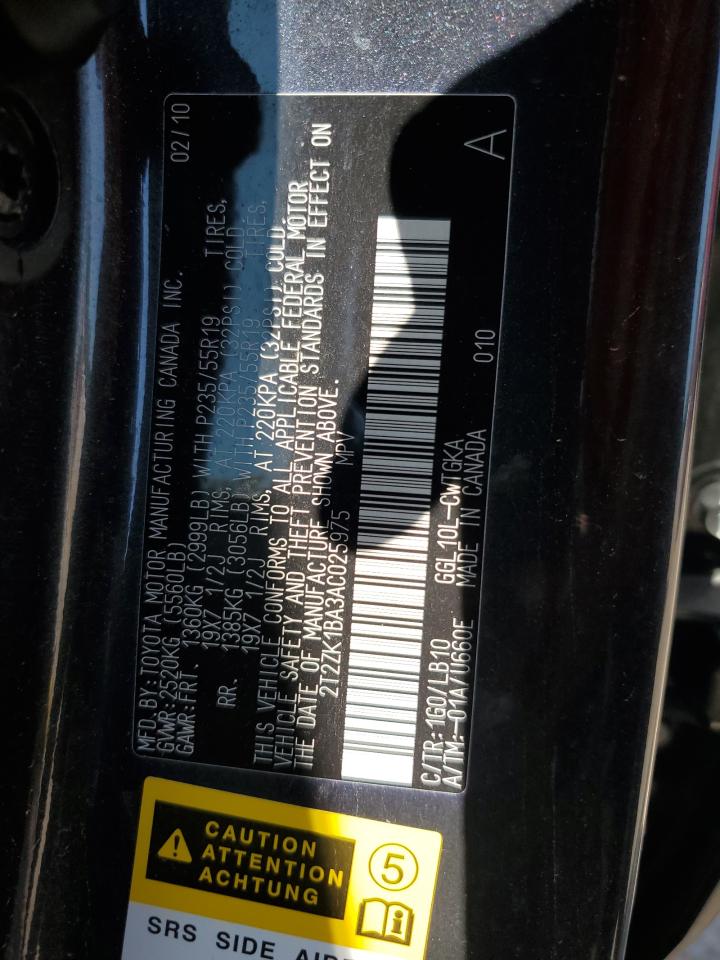 MFD. BY: TOYOTA MOTOR MANUFACTURING CANADA INC. 02/10
GVWR: 2520KG (5560LB)
GAWR: FRT. 1360KG (2999LB) WITH P235/55R19 TIRES,
19X7 1/2J RIMS, AT 220KPA (32PSI) COLD.
RR. 1385KG (3056LB) WITH P235/55R19 TIRES,
19X7 1/2J RIMS, AT 220KPA (32PSI) COLD.
THIS VEHICLE CONFORMS TO ALL APPLICABLE FEDERAL MOTOR
VEHICLE SAFETY AND THEFT PREVENTION STANDARDS IN EFFECT ON
THE DATE OF MANUFACTURE SHOWN ABOVE.
2T2ZK1BA3AC025975 MPV
C/TR: 1G0/LB10 GGL10L-CWTGKA 010 A
A/TM: -01A/U660E MADE IN CANADA
CAUTION
ATTENTION
ACHTUNG
5
SRS SIDE